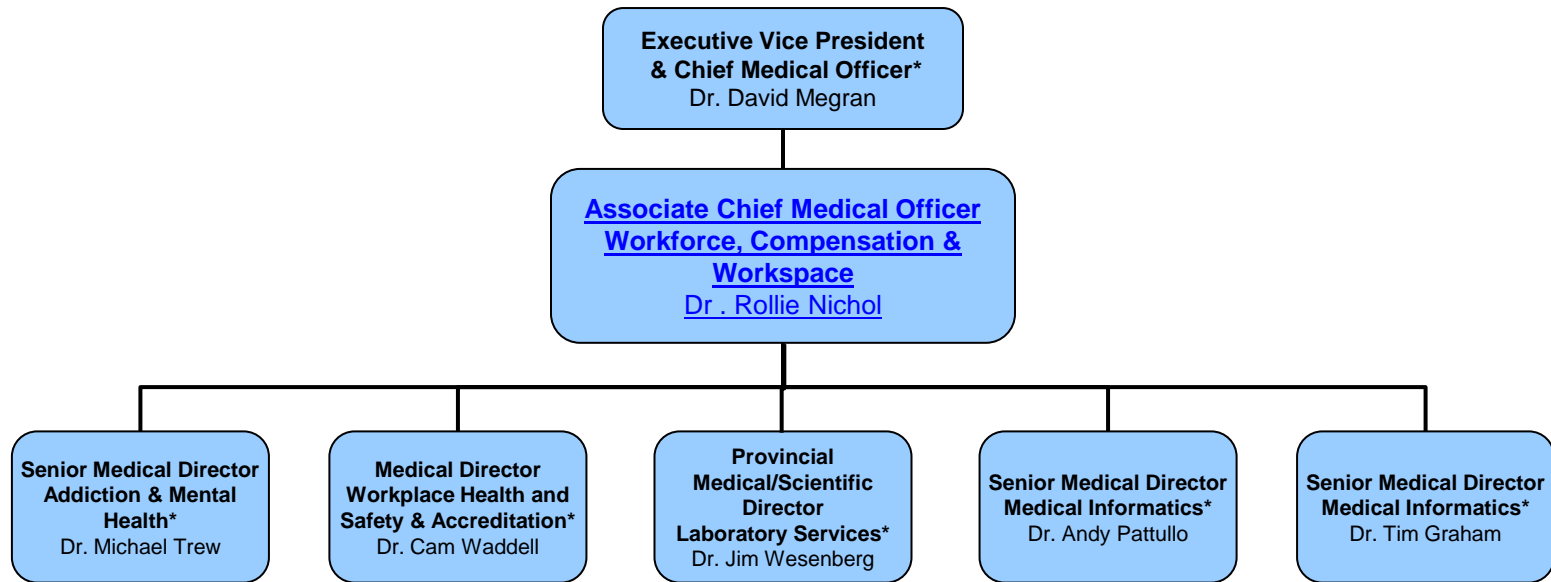 Executive Vice President
& Chief Medical Officer*
Dr. David Megran
Associate Chief Medical Officer
Workforce, Compensation &
Workspace
Dr . Rollie Nichol
Senior Medical Director
Addiction & Mental
Health*
Dr. Michael Trew
Medical Director
Workplace Health and
Safety & Accreditation*
Dr. Cam Waddell
Provincial
Medical/Scientific
Director
Laboratory Services*
Dr. Jim Wesenberg
Senior Medical Director
Medical Informatics*
Dr. Andy Pattullo
Senior Medical Director
Medical Informatics*
Dr. Tim Graham